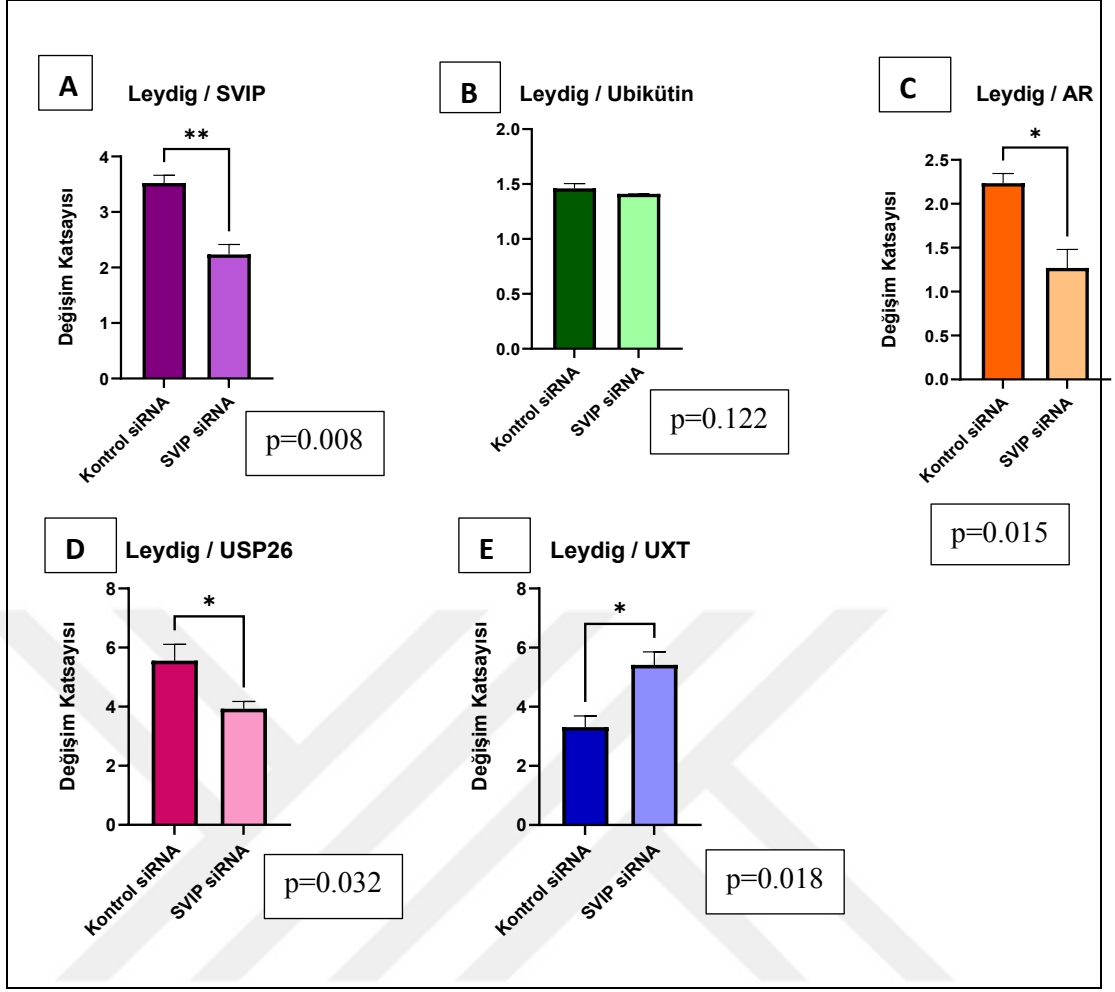 A
Leydig / SVIP
**
4
3
2
1
0
Değişim Katsayısı
Kontrol siRNA
SVIP siRNA
p=0.008
B
Leydig / Ubikütin
2.0
1.5
1.0
0.5
0.0
Kontrol siRNA
SVIP siRNA
p=0.122
C
Leydig / AR
*
2.5
2.0
1.5
1.0
0.5
0.0
Değişim Katsayısı
Kontrol siRNA
SVIP siRNA
p=0.015
D
Leydig / USP26
*
8
6
4
2
0
Değişim Katsayısı
Kontrol siRNA
SVIP siRNA
p=0.032
E
Leydig / UXT
*
8
6
4
2
0
Değişim Katsayısı
Kontrol siRNA
SVIP siRNA
p=0.018